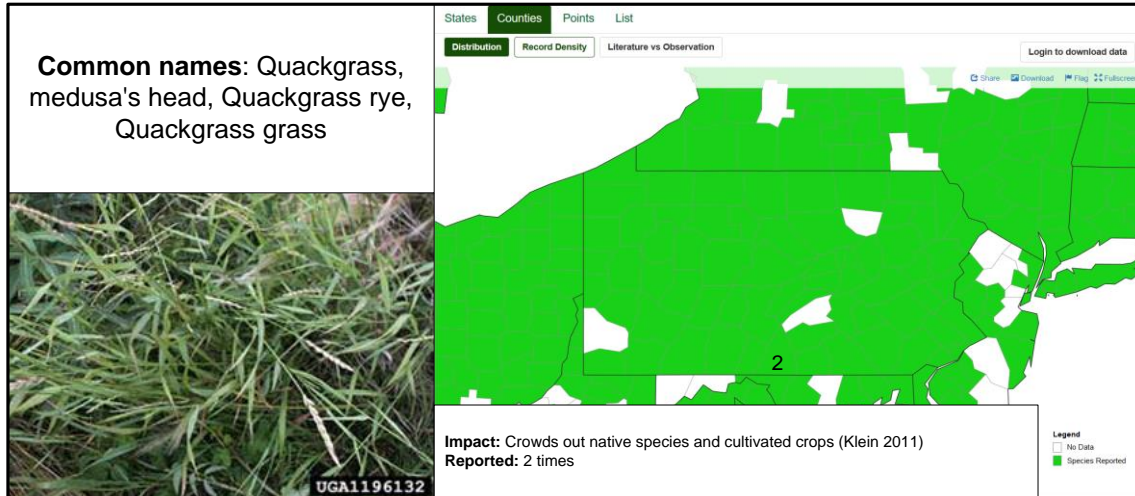 Common names: Quackgrass,
medusa's head, Quackgrass rye,
Quackgrass grass
UGA1196132
States Counties Points List
Distribution Record Density Literature vs Observation
Login to download data
Share Download Flag Fullscreen
2
Impact: Crowds out native species and cultivated crops (Klein 2011)
Reported: 2 times
Legend
No Data
Species Reported